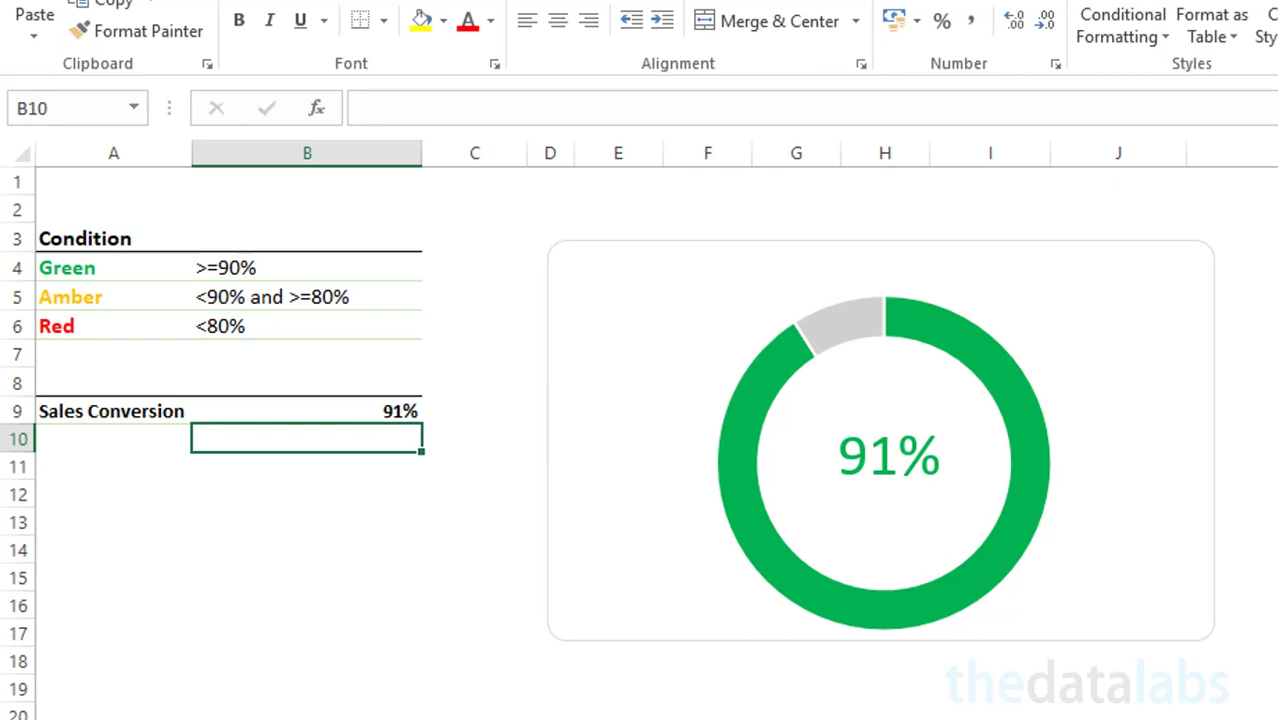 Paste
Copy
Format Painter
B I U A
Merge & Center
% ,
Conditional Formatting
Format as Table
Clipboard
Font
Alignment
Number
Styles
B10
fx
A B C D E F G H I J
1
2
3 Condition
4 Green >=90%
5 Amber <90% and >=80%
6 Red <80%
7
8
9 Sales Conversion 91%
10
11
12
13
14
15
16
17
18
19
20
91%
thedatalabs